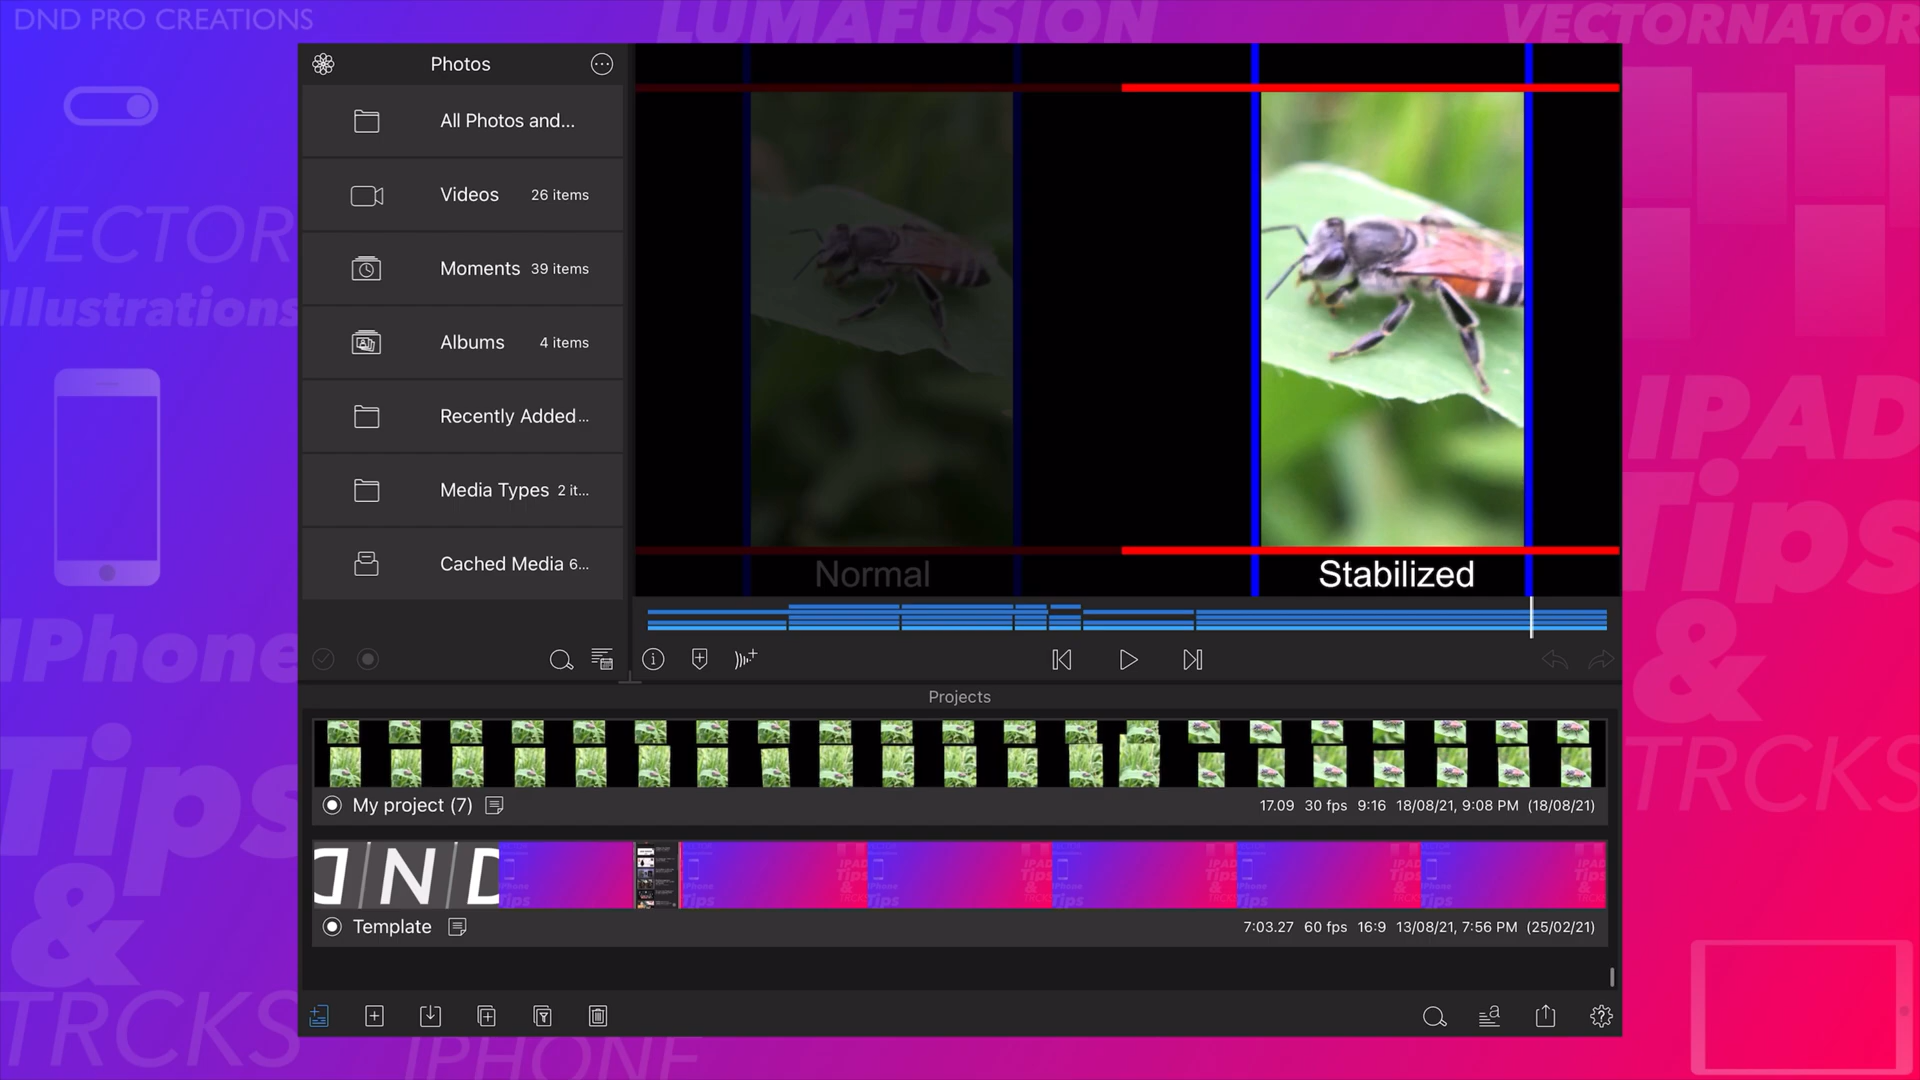 DND PRO CREATIONS
LUMAFUSION
VECTORNATOR
VECTOR
Illustrations
IPhone
Tips
&
TRCKS
IPHONE
IPAD
Tips
&
TRCKS
Photos
All Photos and...
Videos 26 items
Moments 39 items
Albums 4 items
Recently Added...
Media Types 2 it...
Cached Media 6...
Normal
Stabilized
Projects
My project (7)
17.09 30 fps 9:16 18/08/21, 9:08 PM (18/08/21)
DND
Template
7:03.27 60 fps 16:9 13/08/21, 7:56 PM (25/02/21)